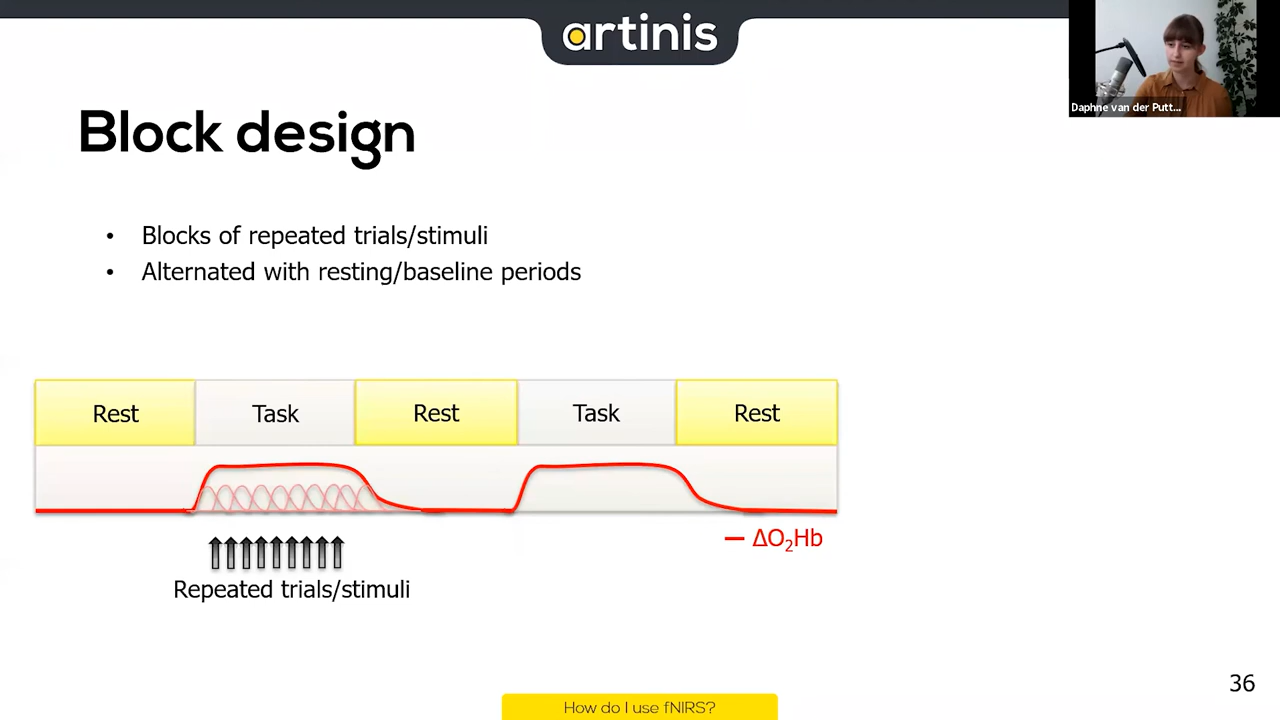 artinis
Daphne van der Putt...
Block design
• Blocks of repeated trials/stimuli
• Alternated with resting/baseline periods
Rest Task Rest Task Rest
— ΔO₂Hb
Repeated trials/stimuli
36
How do I use fNIRS?